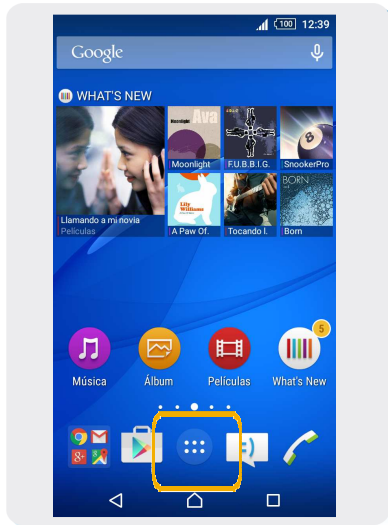 100 12:39
Google
WHAT'S NEW
Moonlight
Ava
Moonlight
F.U.B.B.I.G.
SnookerPro
Llamando a mi novia
Películas
Lily
Williams
A Paw Of.
Tocando l.
BORN
Born
5
Música
Álbum
Películas
What's New
8+